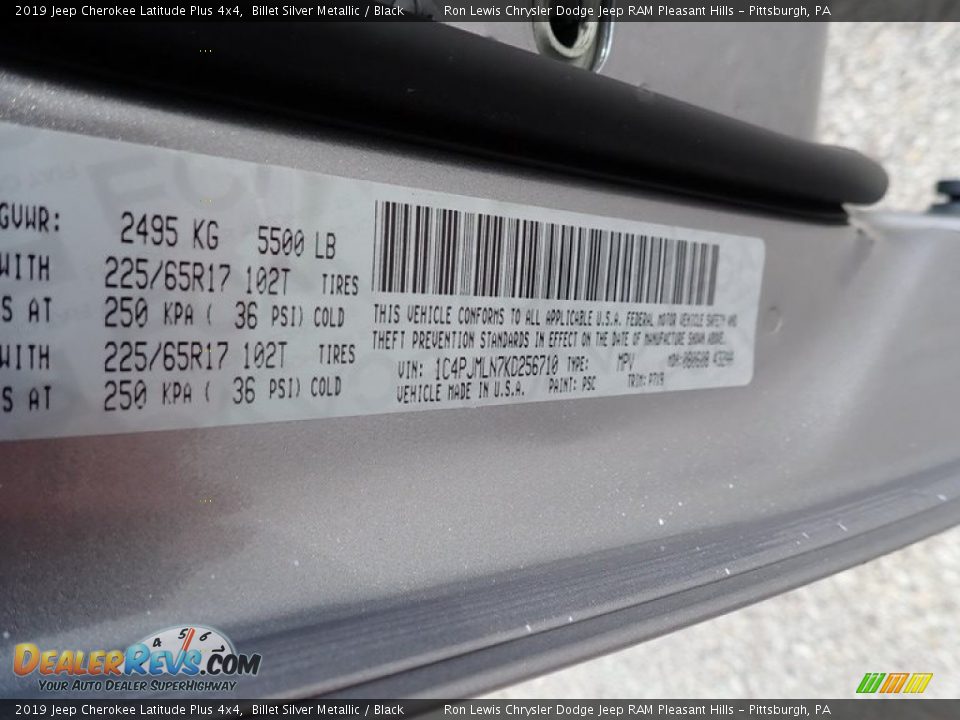 2019 Jeep Cherokee Latitude Plus 4x4, Billet Silver Metallic / Black Ron Lewis Chrysler Dodge Jeep RAM Pleasant Hills - Pittsburgh, PA
GVWR: 2495 KG 5500 LB
WITH 225/65R17 102T TIRES
S AT 250 KPA ( 36 PSI) COLD
WITH 225/65R17 102T TIRES
S AT 250 KPA ( 36 PSI) COLD
THIS VEHICLE CONFORMS TO ALL APPLICABLE U.S.A. FEDERAL MOTOR VEHICLE SAFETY AND
THEFT PREVENTION STANDARDS IN EFFECT ON THE DATE OF MANUFACTURE SHOWN ABOVE.
VIN: 1C4PJMLN7KD256710 TYPE: MPV MDH:
VEHICLE MADE IN U.S.A. PAINT: PSC TRIM:
4 5 6
DealerRevs.com
Your Auto Dealer SuperHighway
2019 Jeep Cherokee Latitude Plus 4x4, Billet Silver Metallic / Black Ron Lewis Chrysler Dodge Jeep RAM Pleasant Hills - Pittsburgh, PA